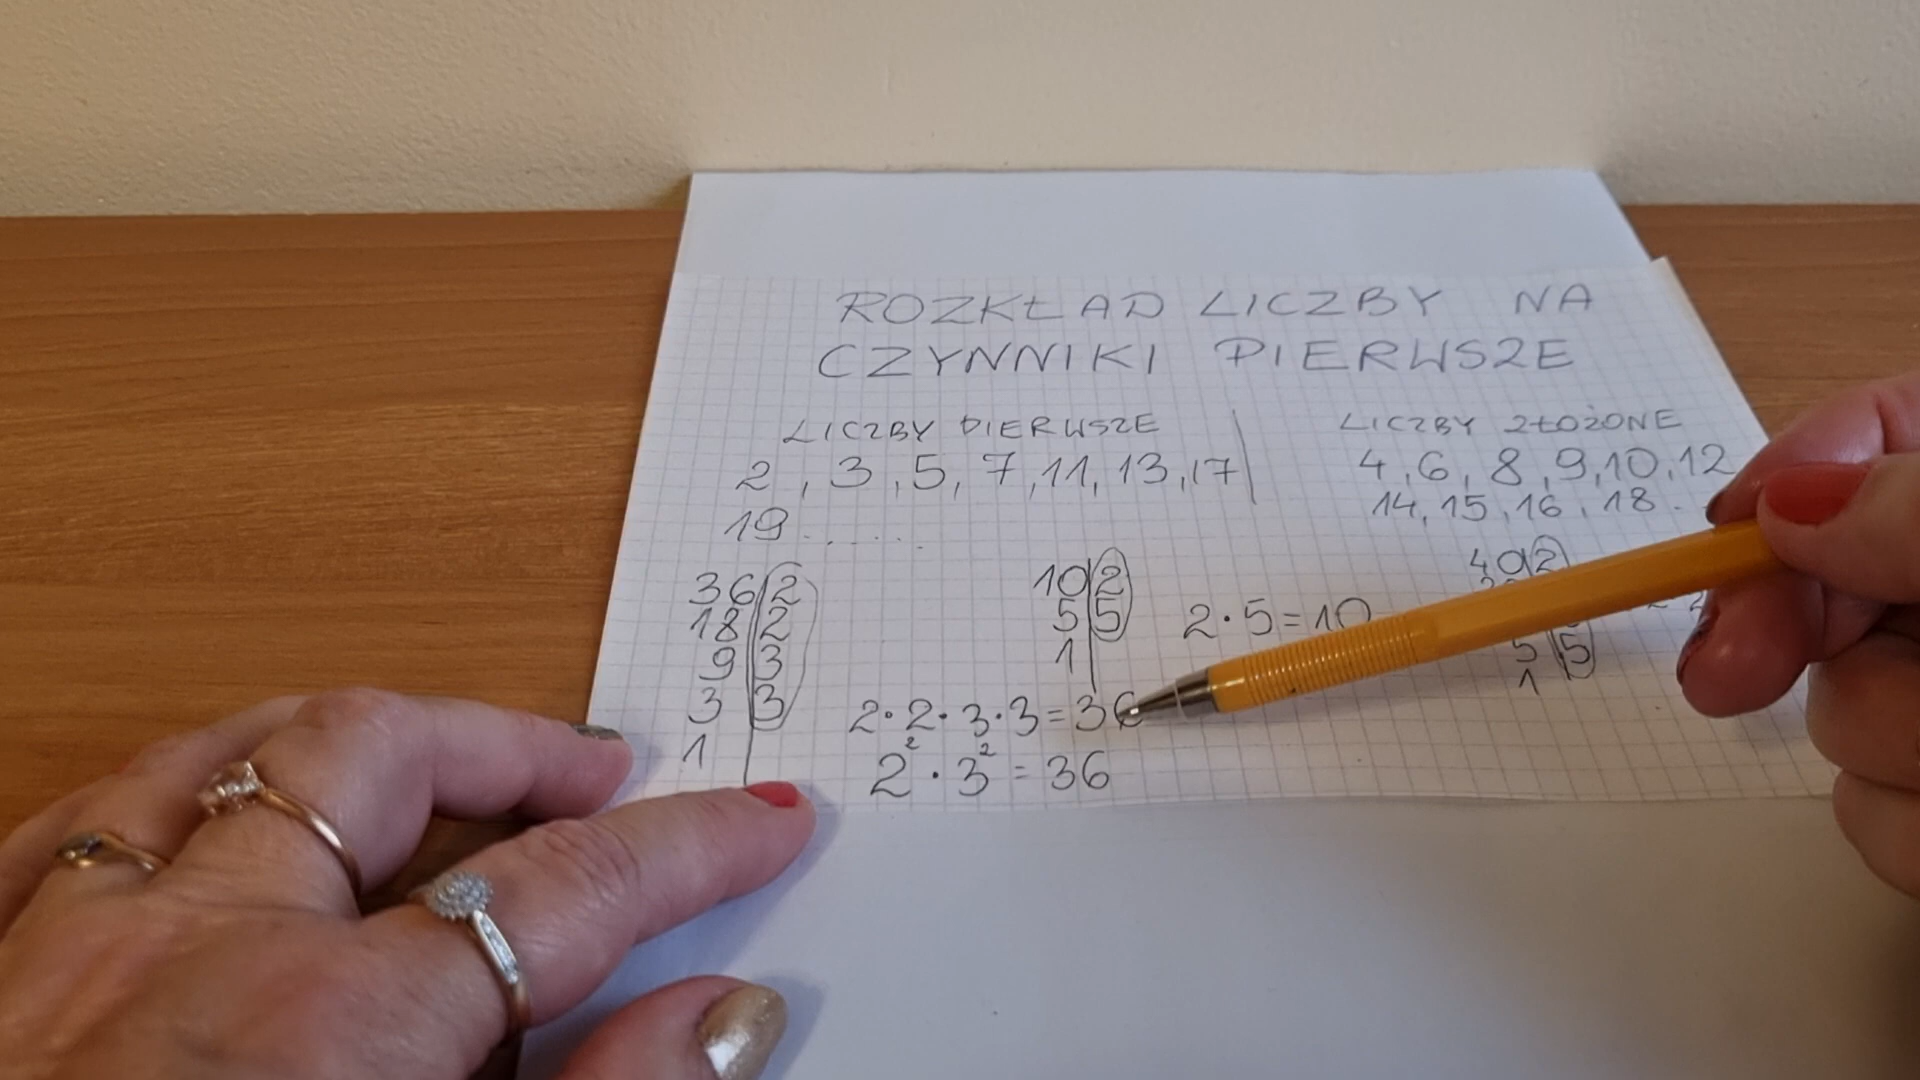 ROZKŁAD LICZBY NA
CZYNNIKI PIERWSZE
LICZBY PIERWSZE
2, 3, 5, 7, 11, 13, 17
19......
LICZBY ZŁOŻONE
4, 6, 8, 9, 10, 12
14, 15, 16, 18..
36|2
18|2
9|3
3|3
1
2·2·3·3=36
2²·3²=36
10|2
5|5
1
2·5=10
40|2
5|5
1